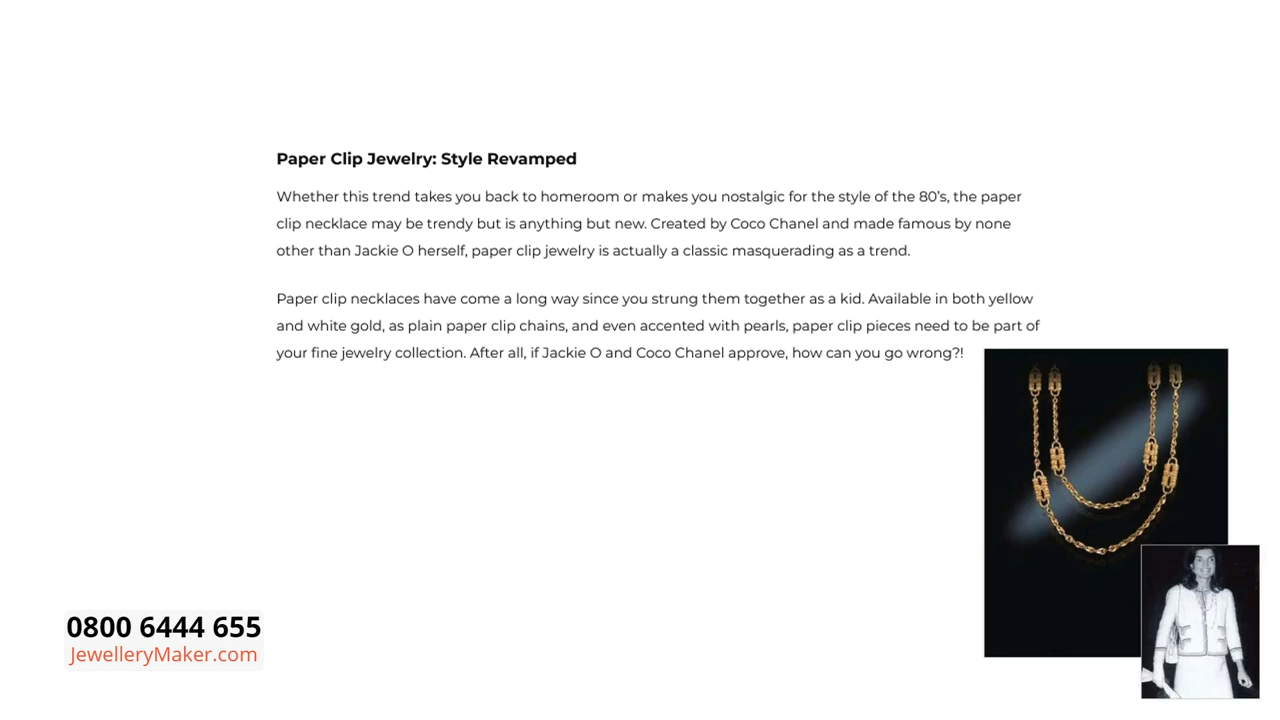 Paper Clip Jewelry: Style Revamped
Whether this trend takes you back to homeroom or makes you nostalgic for the style of the 80's, the paper
clip necklace may be trendy but is anything but new. Created by Coco Chanel and made famous by none
other than Jackie O herself, paper clip jewelry is actually a classic masquerading as a trend.
Paper clip necklaces have come a long way since you strung them together as a kid. Available in both yellow
and white gold, as plain paper clip chains, and even accented with pearls, paper clip pieces need to be part of
your fine jewelry collection. After all, if Jackie O and Coco Chanel approve, how can you go wrong?!
0800 6444 655
JewelleryMaker.com